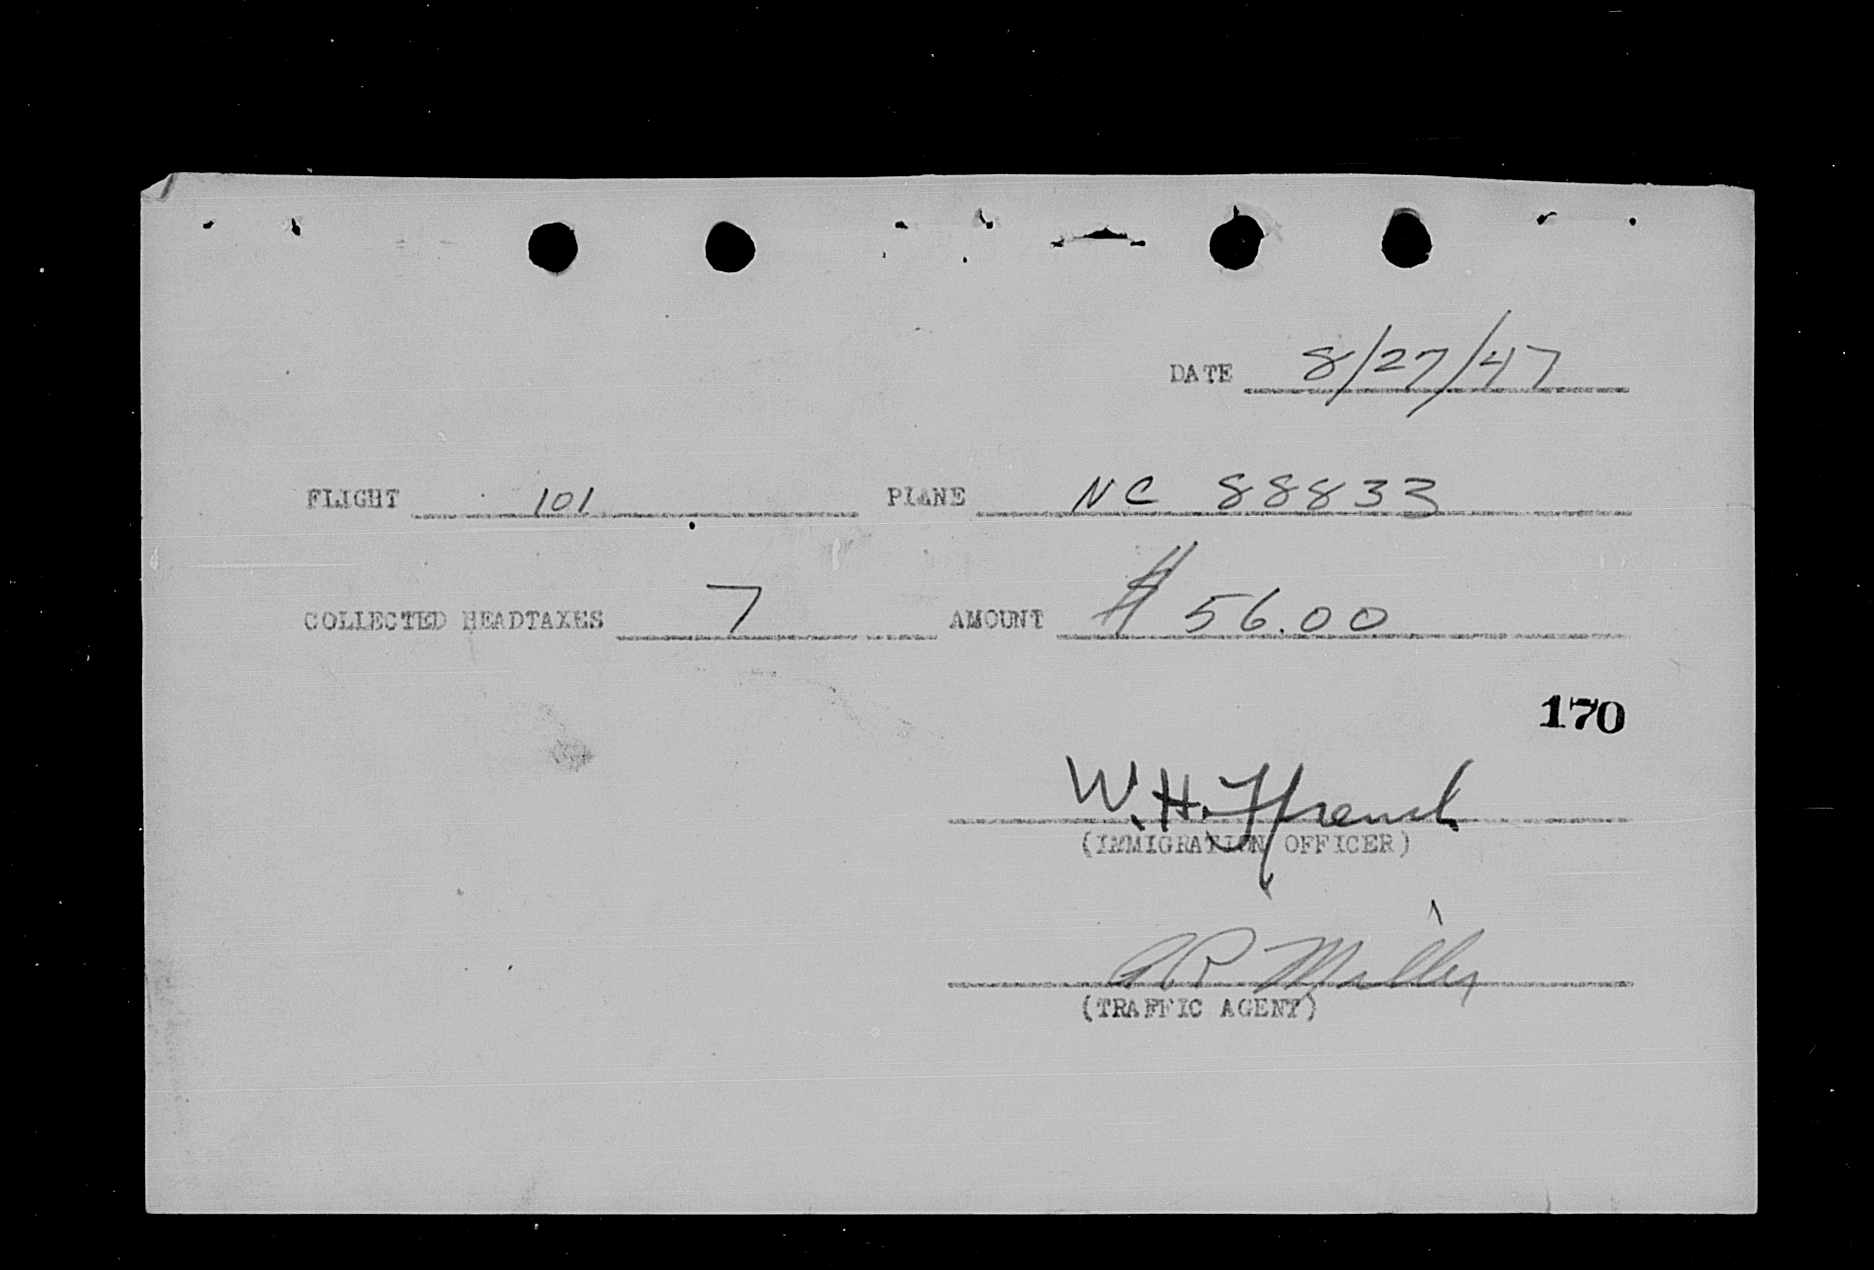 DATE 8/27/47
FLIGHT 101 PLANE NC 88833
COLLECTED HEADTAXES 7 AMOUNT $ 56.00
170
W. H. Ffrench
(IMMIGRATION OFFICER)
A R Miller
(TRAFFIC AGENT)